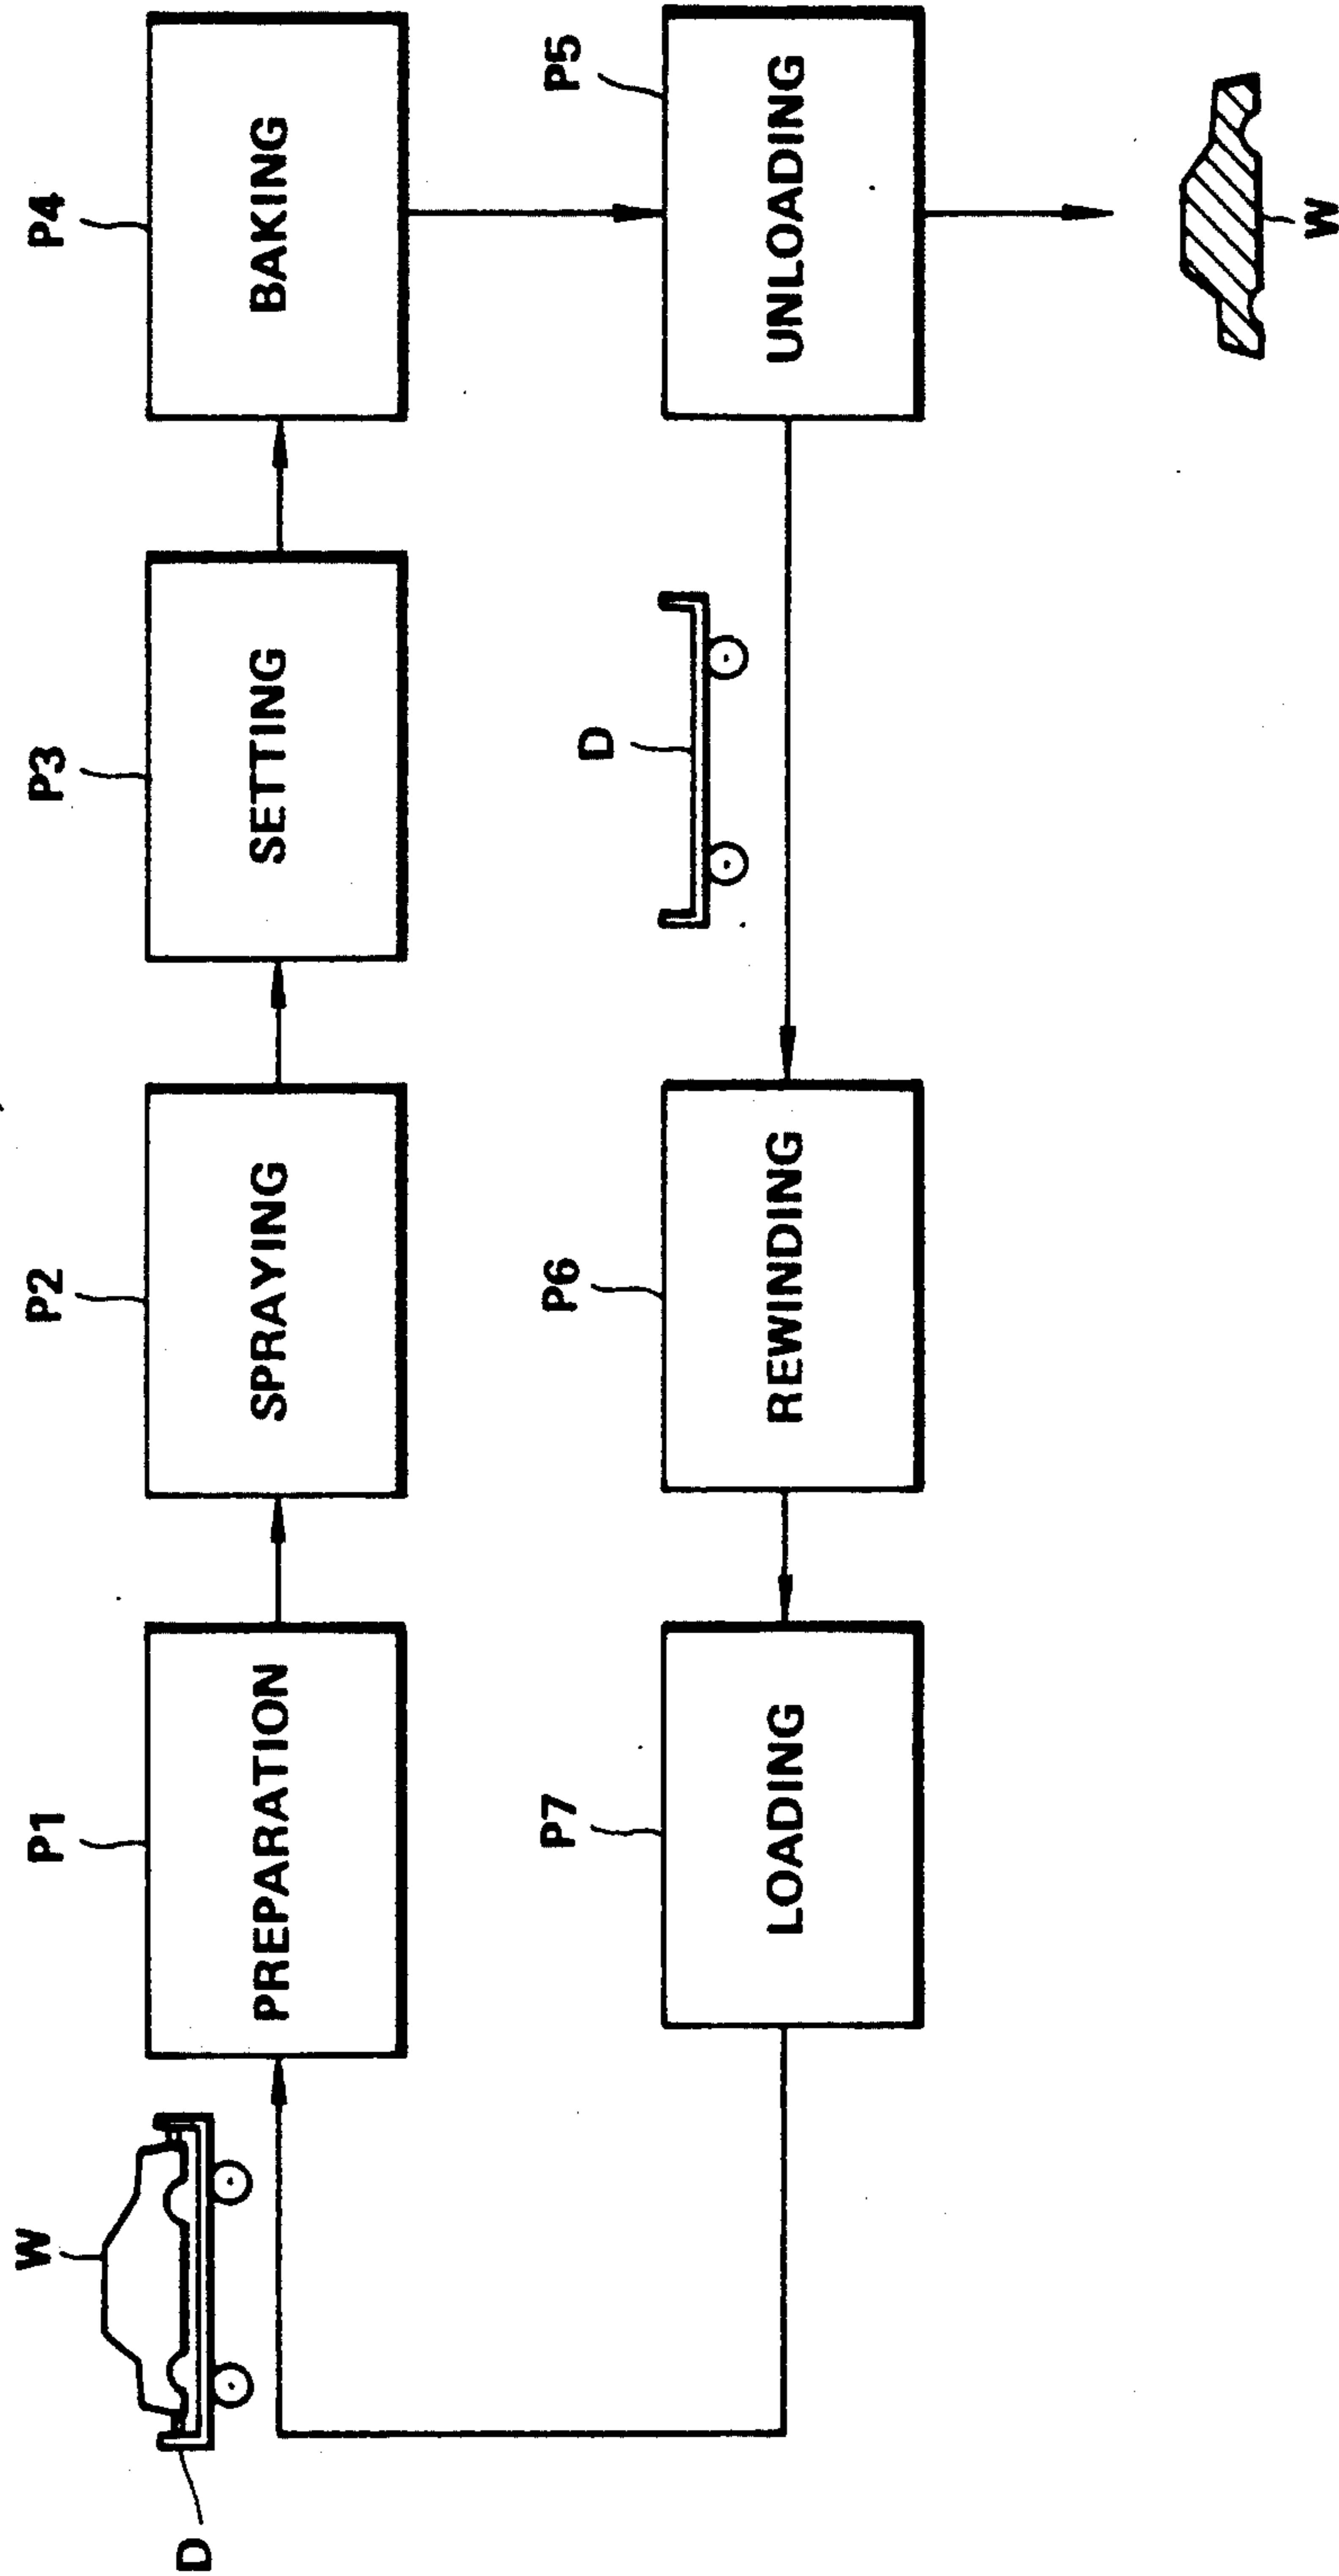 P1
P2
P3
P4
W
D
PREPARATION
SPRAYING
SETTING
BAKING
P7
P6
D
P5
LOADING
REWINDING
UNLOADING
W